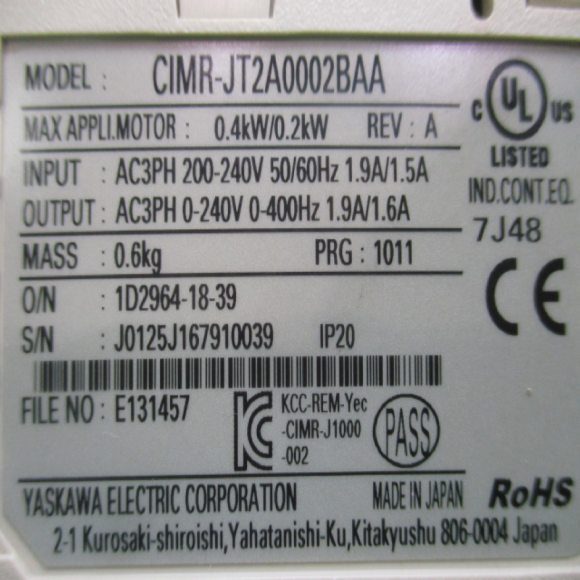 MODEL : CIMR-JT2A0002BAA
MAX APPLI.MOTOR : 0.4kW/0.2kW REV : A
INPUT : AC3PH 200-240V 50/60Hz 1.9A/1.5A
OUTPUT : AC3PH 0-240V 0-400Hz 1.9A/1.6A
MASS : 0.6kg PRG : 1011
O/N : 1D2964-18-39
S/N : J0125J167910039 IP20
FILE NO : E131457
KCC-REM-Yec
-CIMR-J1000
-002
PASS
C UL US
LISTED
IND.CONT.EQ.
7J48
CE
YASKAWA ELECTRIC CORPORATION MADE IN JAPAN RoHS
2-1 Kurosaki-shiroishi,Yahatanishi-Ku,Kitakyushu 806-0004 Japan